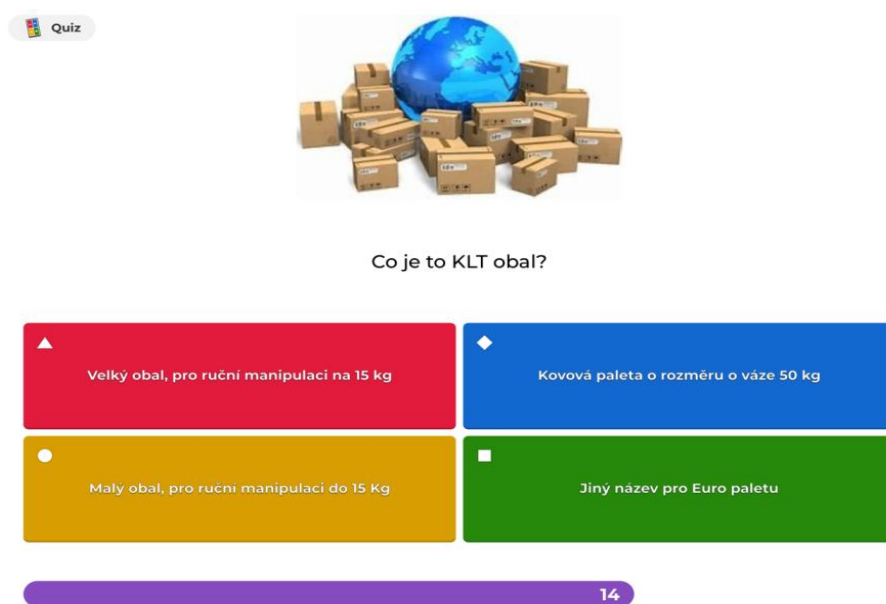 Quiz
Co je to KLT obal?
Velký obal, pro ruční manipulaci na 15 kg
Kovová paleta o rozměru o váze 50 kg
Malý obal, pro ruční manipulaci do 15 Kg
Jiný název pro Euro paletu
14